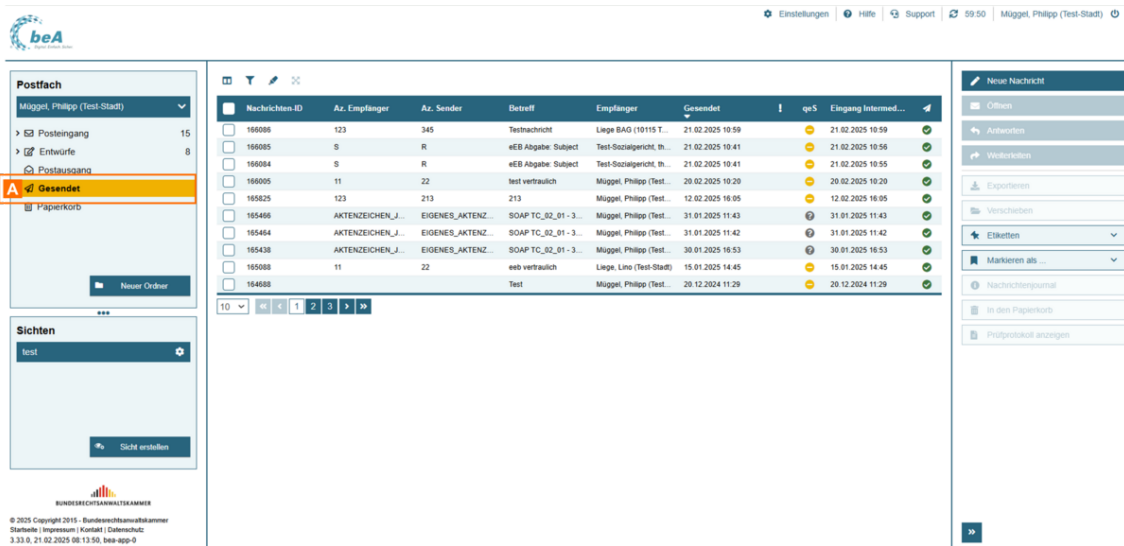 Einstellungen Hilfe Support 59:50 Müggel, Philipp (Test-Stadt)
beA
Postfach
Müggel, Philipp (Test-Stadt)
Posteingang 15
Entwürfe 8
Postausgang
A Gesendet
Papierkorb
Neuer Ordner
Sichten
test
Sicht erstellen
BUNDESRECHTSANWALTSKAMMER
© 2025 Copyright 2015 - Bundesrechtsanwaltskammer
Startseite | Impressum | Kontakt | Datenschutz
3.33.0, 21.02.2025 08:13:50, bea-app-0
Nachrichten-ID Az. Empfänger Az. Sender Betreff Empfänger Gesendet ! qeS Eingang Intermed...
166086 123 345 Testnachricht Liege BAG (10115 T... 21.02.2025 10:59 21.02.2025 10:59
166085 S R eEB Abgabe: Subject Test-Sozialgericht, th... 21.02.2025 10:41 21.02.2025 10:56
166084 S R eEB Abgabe: Subject Test-Sozialgericht, th... 21.02.2025 10:41 21.02.2025 10:55
166005 11 22 test vertraulich Müggel, Philipp (Test... 20.02.2025 10:20 20.02.2025 10:20
165825 123 213 213 Müggel, Philipp (Test... 12.02.2025 16:05 12.02.2025 16:05
165466 AKTENZEICHEN_J... EIGENES_AKTENZ... SOAP TC_02_01 - 3... Müggel, Philipp (Test... 31.01.2025 11:43 31.01.2025 11:43
165464 AKTENZEICHEN_J... EIGENES_AKTENZ... SOAP TC_02_01 - 3... Müggel, Philipp (Test... 31.01.2025 11:42 31.01.2025 11:42
165438 AKTENZEICHEN_J... EIGENES_AKTENZ... SOAP TC_02_01 - 3... Müggel, Philipp (Test... 30.01.2025 16:53 30.01.2025 16:53
165088 11 22 eeb vertraulich Liege, Lino (Test-Stadt) 15.01.2025 14:45 15.01.2025 14:45
164688 Test Müggel, Philipp (Test... 20.12.2024 11:29 20.12.2024 11:29
10 1 2 3
Neue Nachricht
Öffnen
Antworten
Weiterleiten
Exportieren
Verschieben
Etiketten
Markieren als ...
Nachrichtenjournal
In den Papierkorb
Prüfprotokoll anzeigen